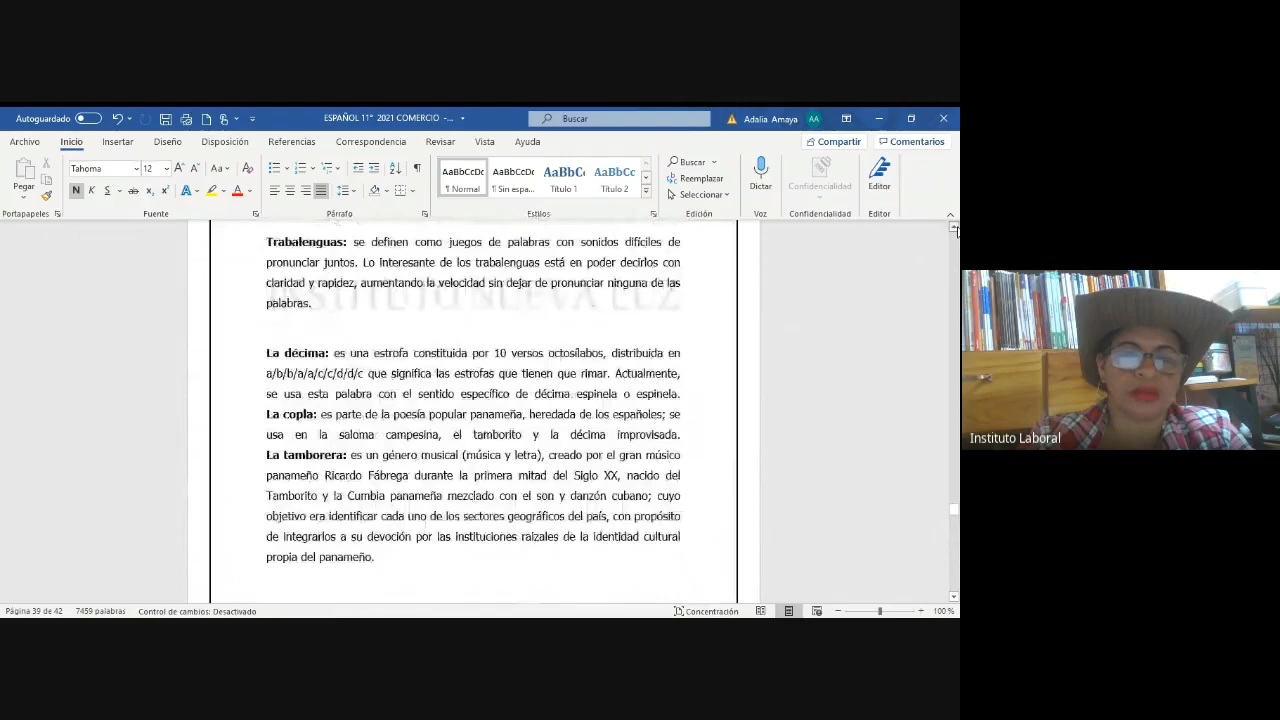 Autoguardado
ESPAÑOL 11° 2021 COMERCIO -...
Buscar
Adalia Amaya
AA
Archivo Inicio Insertar Diseño Disposición Referencias Correspondencia Revisar Vista Ayuda
Compartir Comentarios
Pegar
Tahoma 12
N K S ab x₂ x²
AaBbCcDc AaBbCcDc AaBbC AaBbCc
¶ Normal ¶ Sin espa... Título 1 Título 2
Buscar
Reemplazar
Seleccionar
Dictar
Confidencialidad
Editor
Portapapeles Fuente Párrafo Estilos Edición Voz Confidencialidad Editor
Trabalenguas: se definen como juegos de palabras con sonidos difíciles de
pronunciar juntos. Lo interesante de los trabalenguas está en poder decirlos con
claridad y rapidez, aumentando la velocidad sin dejar de pronunciar ninguna de las
palabras.
INSTITUTO NUEVA LUZ
La décima: es una estrofa constituida por 10 versos octosílabos, distribuida en
a/b/b/a/a/c/c/d/d/c que significa las estrofas que tienen que rimar. Actualmente,
se usa esta palabra con el sentido específico de décima espinela o espinela.
La copla: es parte de la poesía popular panameña, heredada de los españoles; se
usa en la saloma campesina, el tamborito y la décima improvisada.
La tamborera: es un género musical (música y letra), creado por el gran músico
panameño Ricardo Fábrega durante la primera mitad del Siglo XX, nacido del
Tamborito y la Cumbia panameña mezclado con el son y danzón cubano; cuyo
objetivo era identificar cada uno de los sectores geográficos del país, con propósito
de integrarlos a su devoción por las instituciones raizales de la identidad cultural
propia del panameño.
Instituto Laboral
Página 39 de 42 7459 palabras Control de cambios: Desactivado
Concentración
100 %